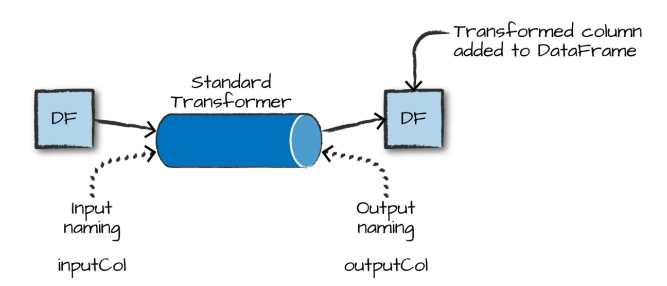 Transformed column
added to DataFrame
Standard
Transformer
DF
DF
Input
naming
inputCol
Output
naming
outputCol